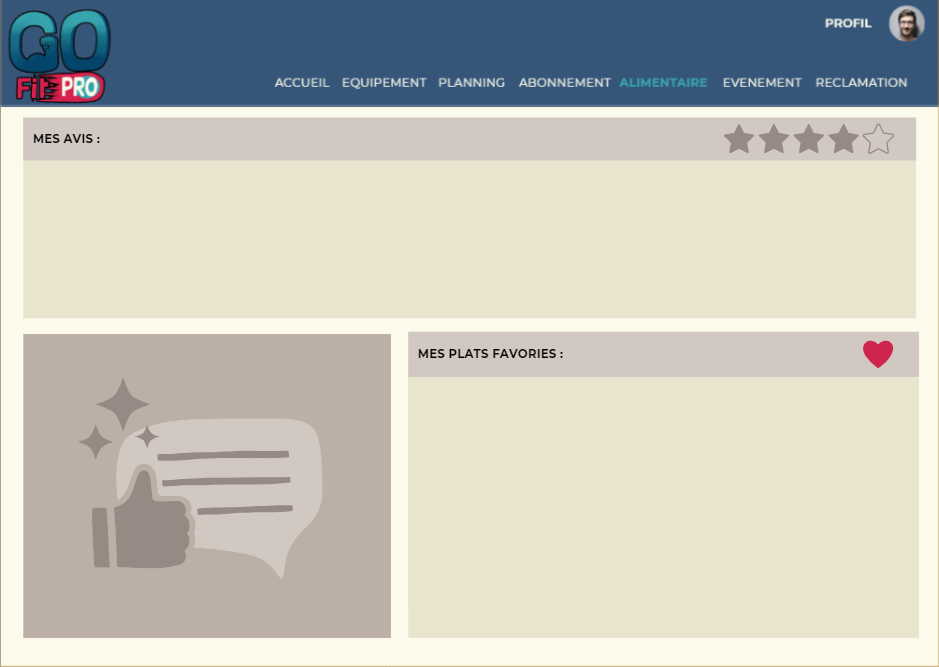 GO
Fit PRO
PROFIL
ACCUEIL EQUIPEMENT PLANNING ABONNEMENT ALIMENTAIRE EVENEMENT RECLAMATION
MES AVIS :
MES PLATS FAVORIES :